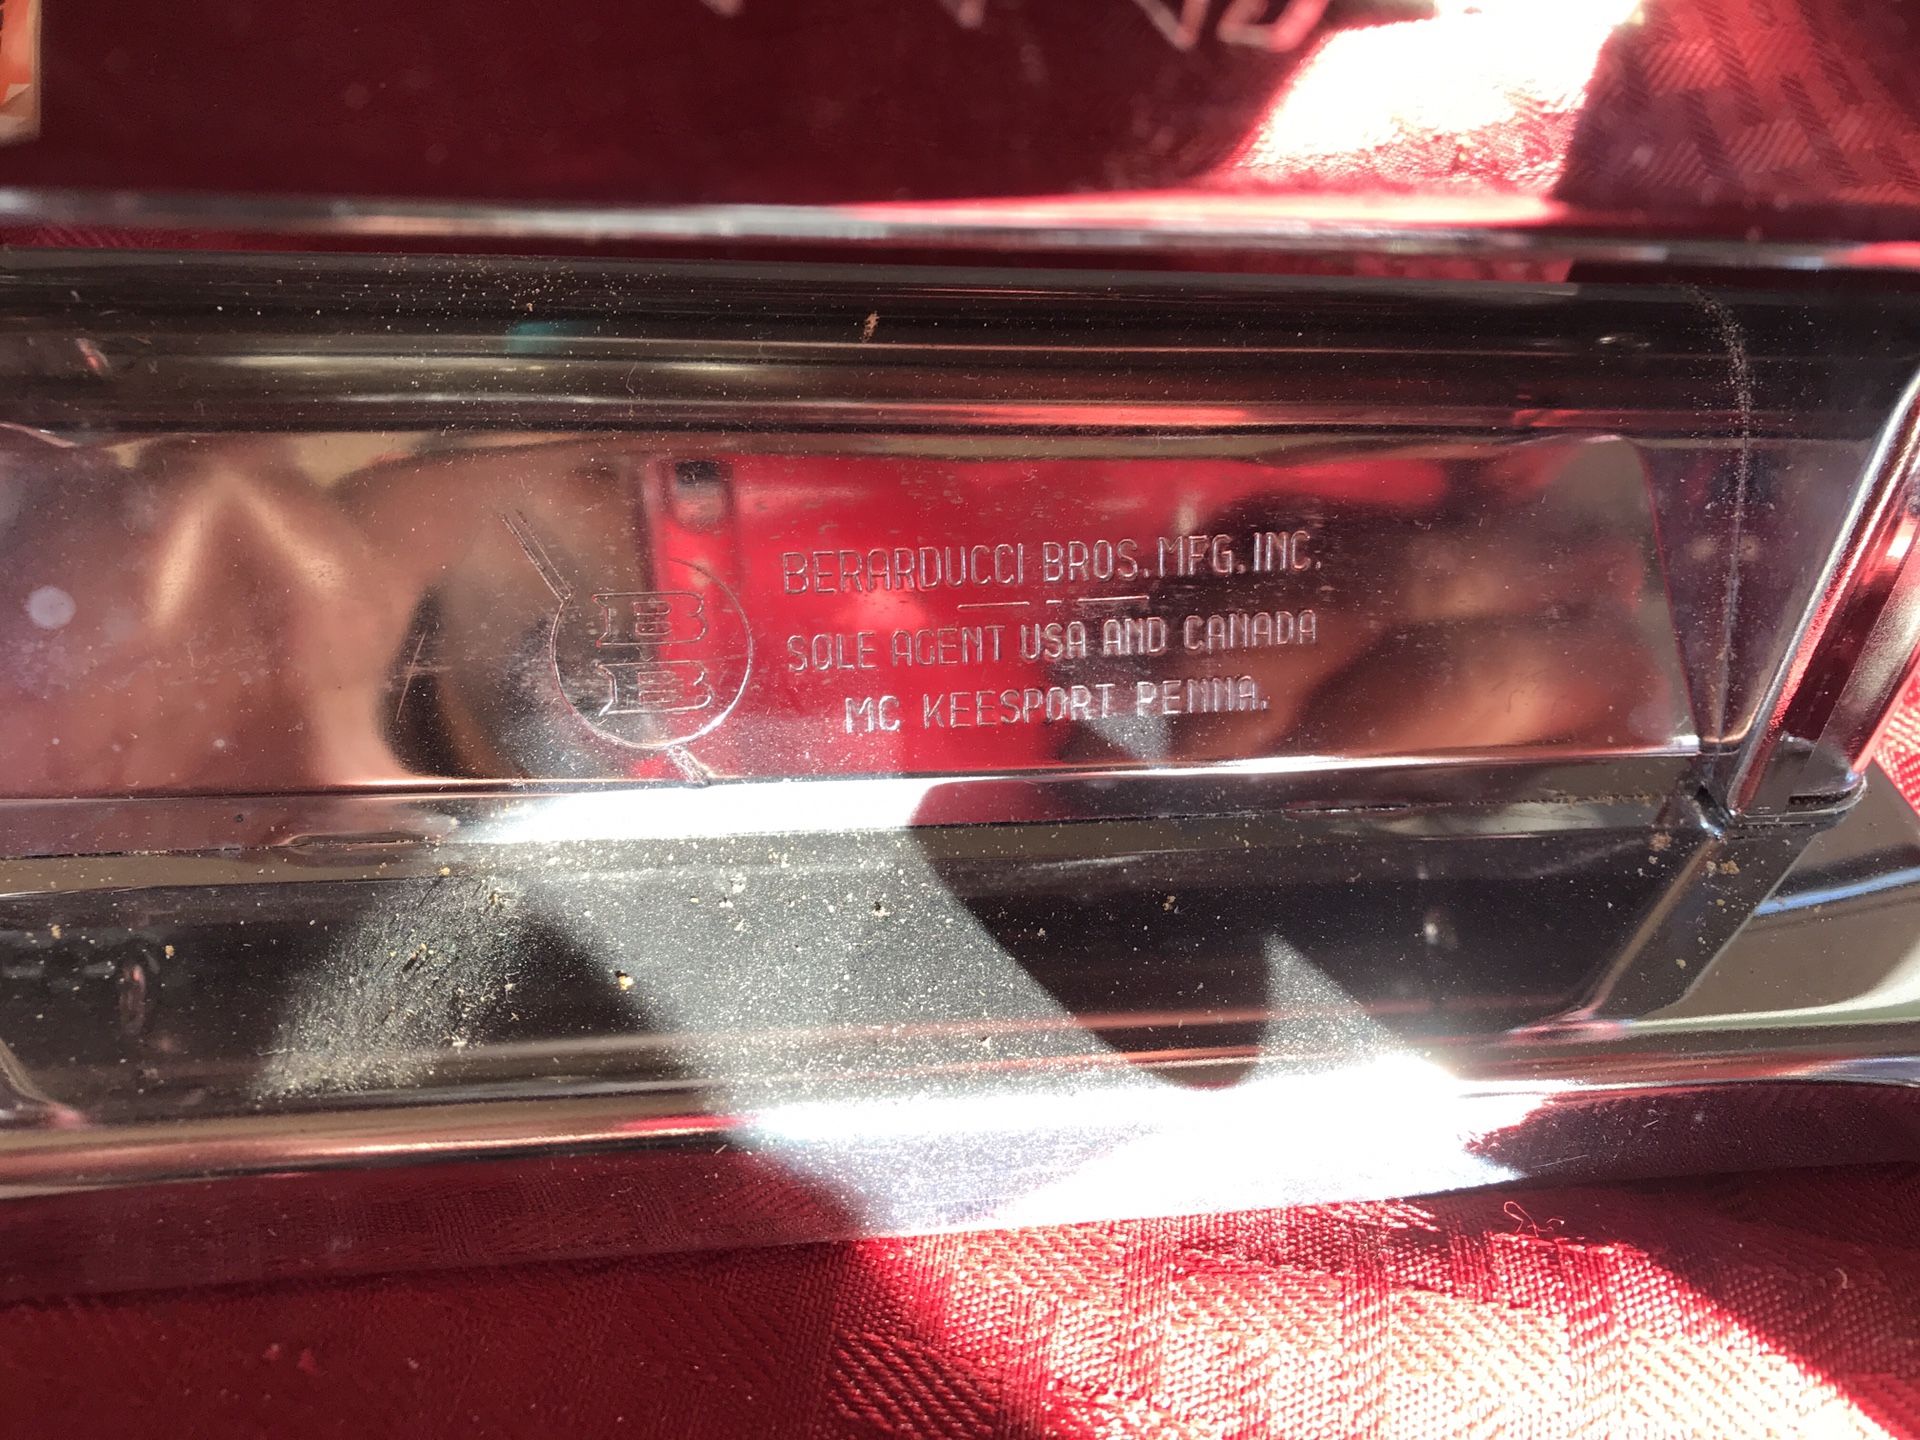 BERARDUCCI BROS. MFG. INC.
SOLE AGENT USA AND CANADA
MC KEESPORT PENNA.
B
B